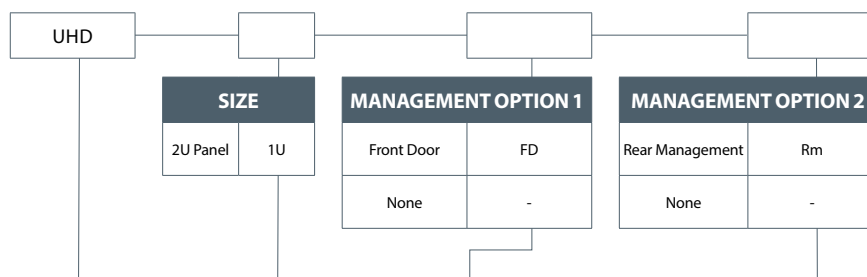 UHD
SIZE
MANAGEMENT OPTION 1
MANAGEMENT OPTION 2
2U Panel 1U
Front Door FD
Rear Management Rm
None -
None -